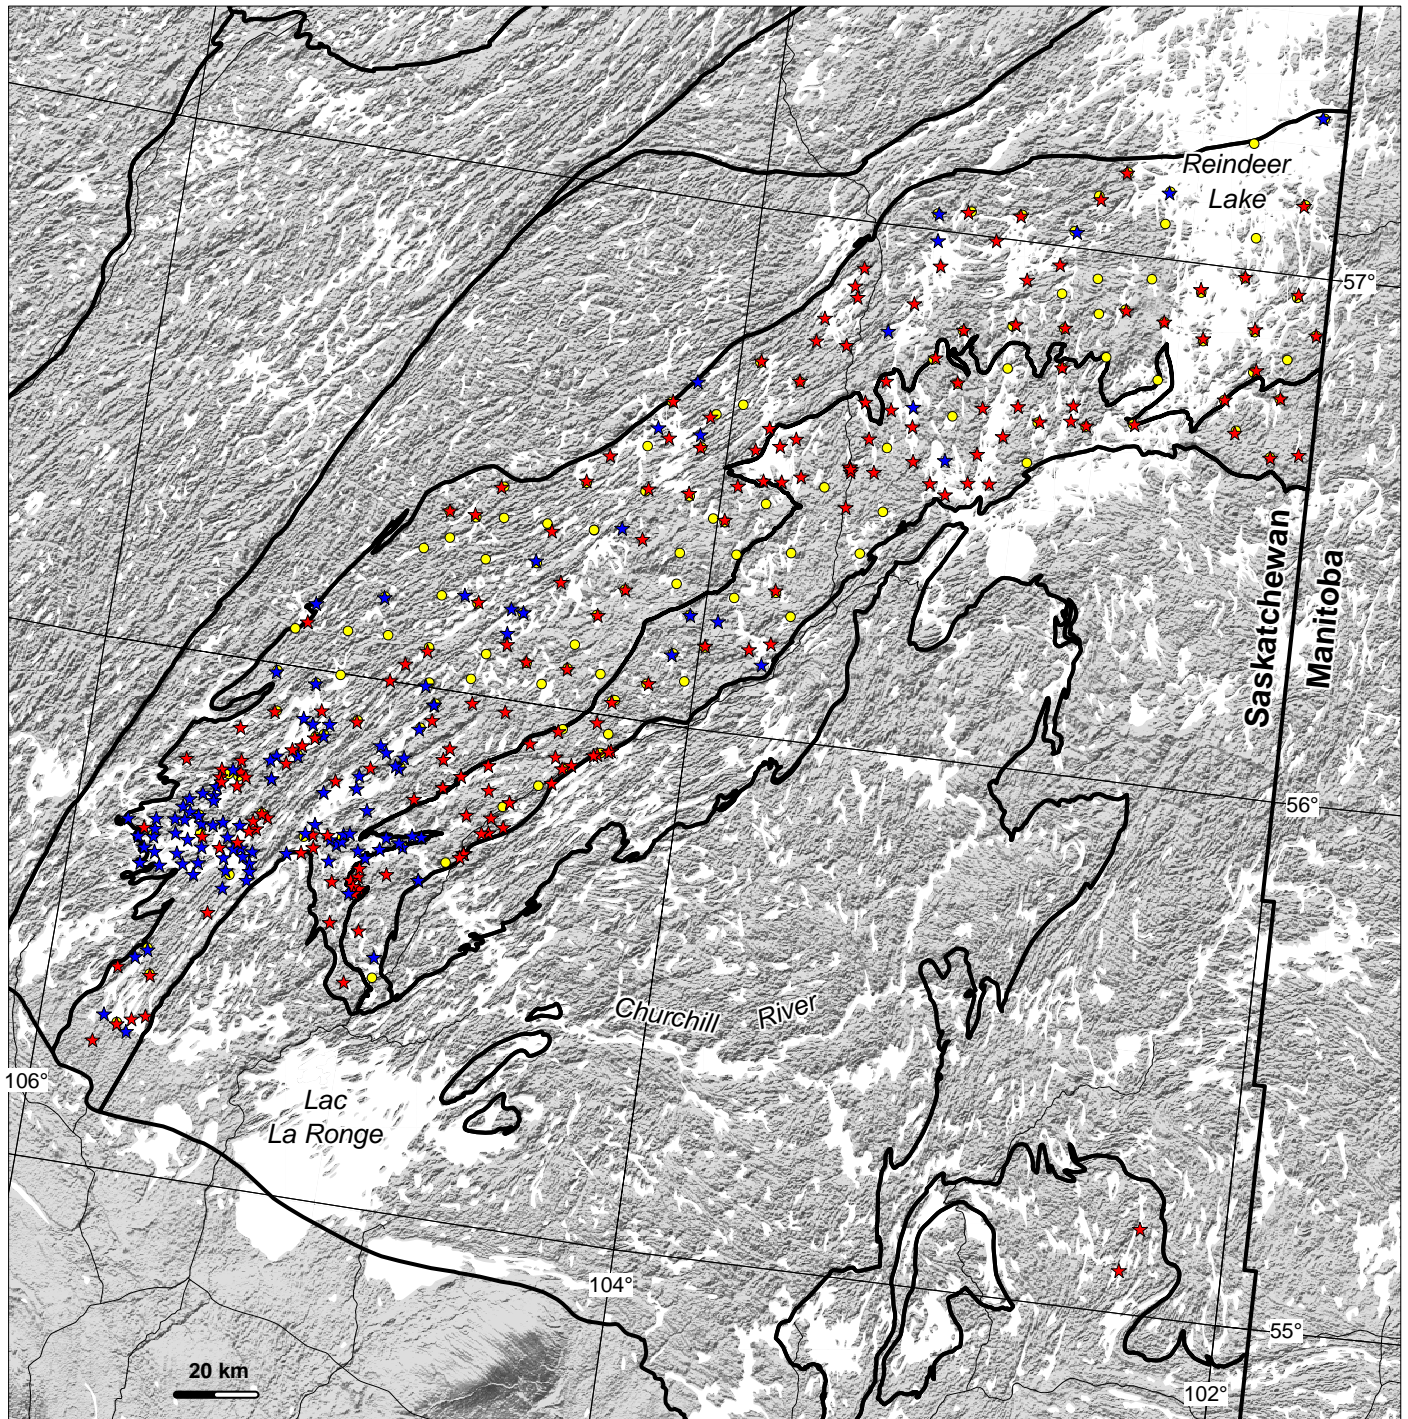 Reindeer
Lake
57°
Saskatchewan
Manitoba
56°
Churchill River
106°
Lac
La Ronge
104°
55°
20 km
102°